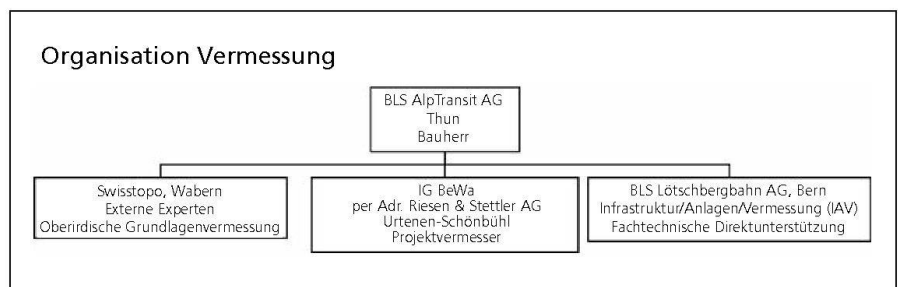 Organisation Vermessung
BLS AlpTransit AG
Thun
Bauherr
Swisstopo, Wabern
Externe Experten
Oberirdische Grundlagenvermessung
IG BeWa
per Adr. Riesen & Stettler AG
Urtenen-Schönbühl
Projektvermesser
BLS Lötschbergbahn AG, Bern
Infrastruktur/Anlagen/Vermessung (IAV)
Fachtechnische Direktunterstützung